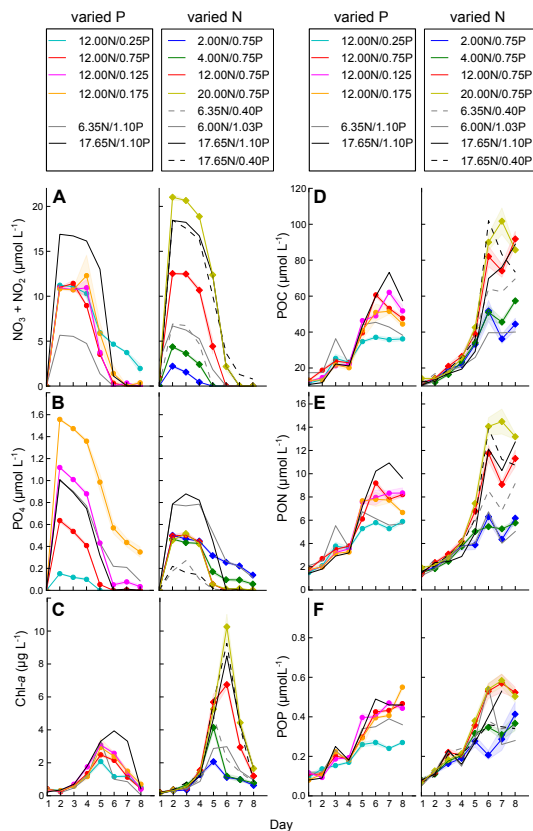 varied P varied N varied P varied N
12.00N/0.25P 2.00N/0.75P 12.00N/0.25P 2.00N/0.75P
12.00N/0.75P 4.00N/0.75P 12.00N/0.75P 4.00N/0.75P
12.00N/0.125 12.00N/0.75P 12.00N/0.125 12.00N/0.75P
12.00N/0.175 20.00N/0.75P 12.00N/0.175 20.00N/0.75P
6.35N/0.40P 6.35N/0.40P
6.35N/1.10P 6.00N/1.03P 6.35N/1.10P 6.00N/1.03P
17.65N/1.10P 17.65N/1.10P 17.65N/1.10P 17.65N/1.10P
17.65N/0.40P 17.65N/0.40P
A
NO3 + NO2 (µmol L-1)
20
15
10
5
0
D
POC (µmol L-1)
120
100
80
60
40
20
B
PO4 (µmol L-1)
1.6
1.4
1.2
1.0
0.8
0.6
0.4
0.2
0.0
E
PON (µmol L-1)
16
14
12
10
8
6
4
2
0
C
Chl-a (µg L-1)
10
8
6
4
2
0
F
POP (µmolL-1)
0.8
0.6
0.4
0.2
0.0
1 2 3 4 5 6 7 8 1 2 3 4 5 6 7 8 1 2 3 4 5 6 7 8 1 2 3 4 5 6 7 8
Day